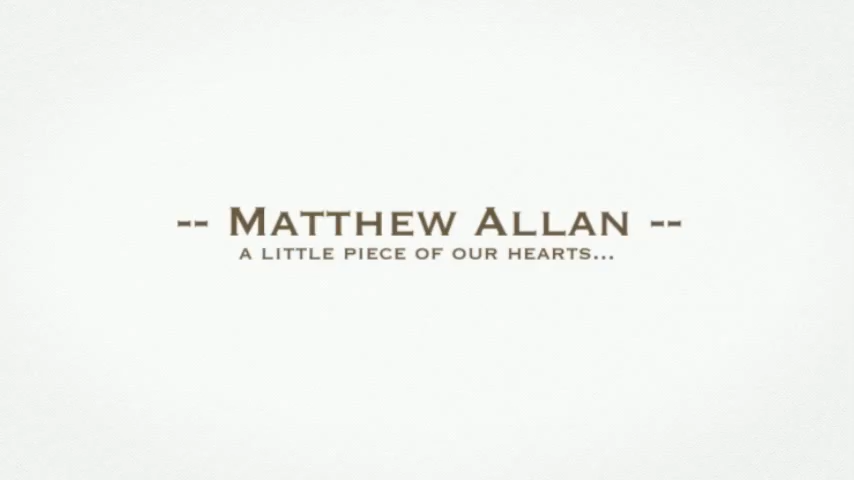 -- Matthew Allan --
a little piece of our hearts...